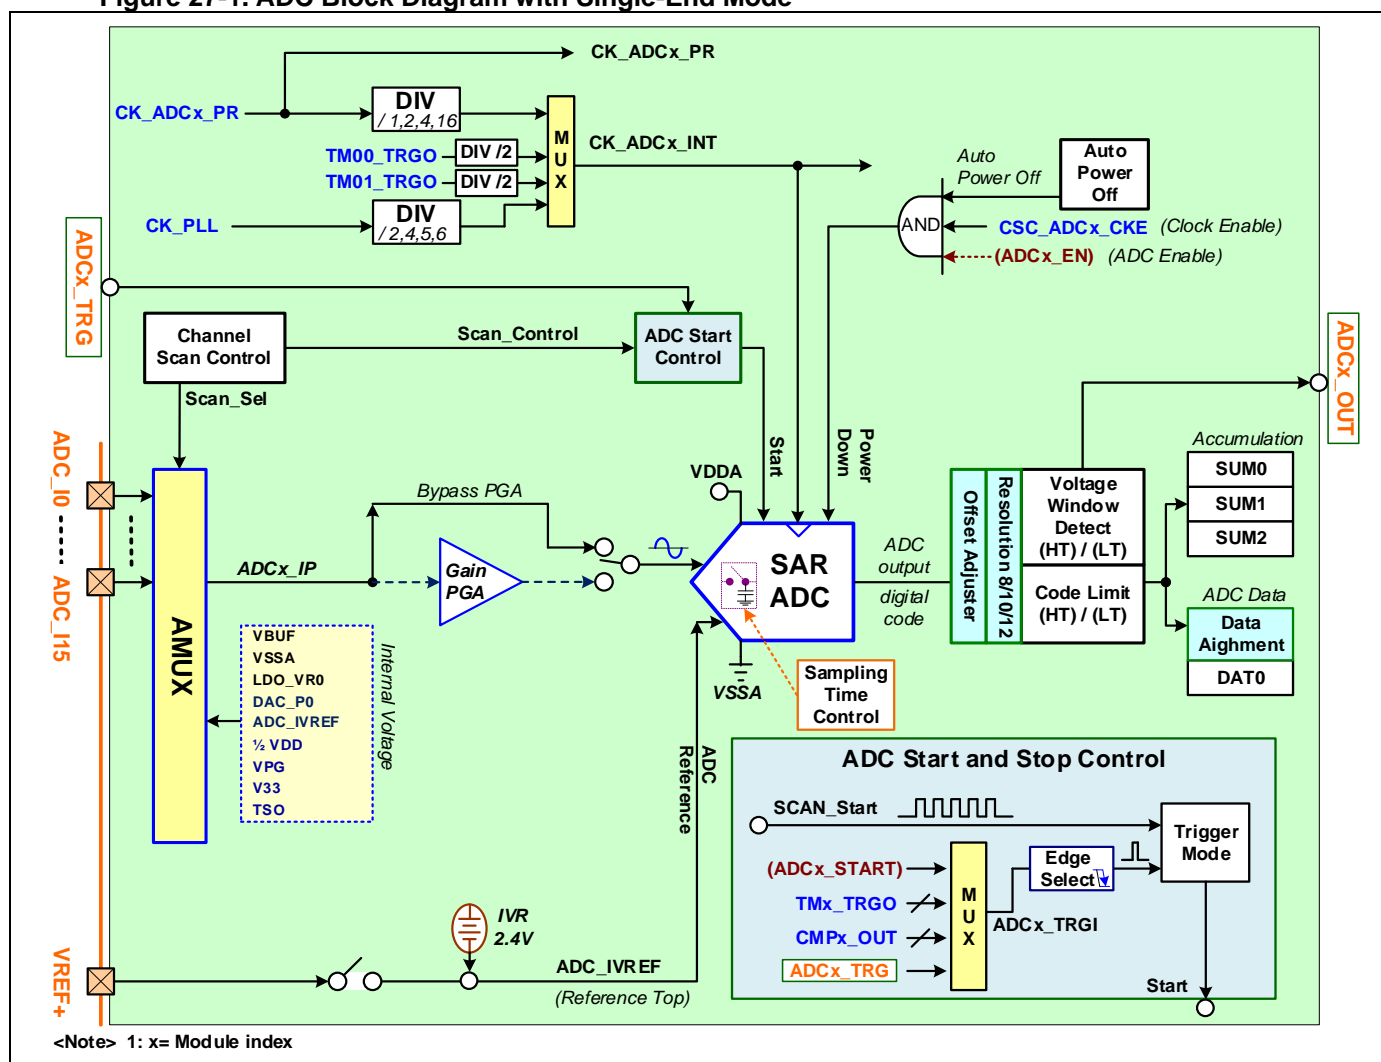 Figure 27-1. ADC Block Diagram with Single-End Mode
CK_ADCx_PR
CK_ADCx_PR
DIV
/ 1,2,4,16
TM00_TRGO
DIV /2
TM01_TRGO
DIV /2
CK_PLL
DIV
/ 2,4,5,6
MUX
CK_ADCx_INT
Auto
Power Off
Auto
Power
Off
AND
CSC_ADCx_CKE
(Clock Enable)
(ADCx_EN)
(ADC Enable)
ADCx_TRG
Channel
Scan Control
Scan_Control
ADC Start
Control
Scan_Sel
Start
Power
Down
ADCx_OUT
ADC_I0
ADC_I15
AMUX
ADCx_IP
Bypass PGA
Gain
PGA
VDDA
SAR
ADC
VSSA
ADC
output
digital
code
Offset Adjuster
Resolution 8/10/12
Voltage
Window
Detect
(HT) / (LT)
Code Limit
(HT) / (LT)
Accumulation
SUM0
SUM1
SUM2
ADC Data
Data
Aighment
DAT0
VBUF
VSSA
LDO_VR0
DAC_P0
ADC_IVREF
½ VDD
VPG
V33
TSO
Internal Voltage
Sampling
Time
Control
ADC
Reference
IVR
2.4V
VREF+
ADC_IVREF
(Reference Top)
ADC Start and Stop Control
SCAN_Start
(ADCx_START)
TMx_TRGO
CMPx_OUT
ADCx_TRG
MUX
ADCx_TRGI
Edge
Select
Trigger
Mode
Start
<Note> 1: x= Module index